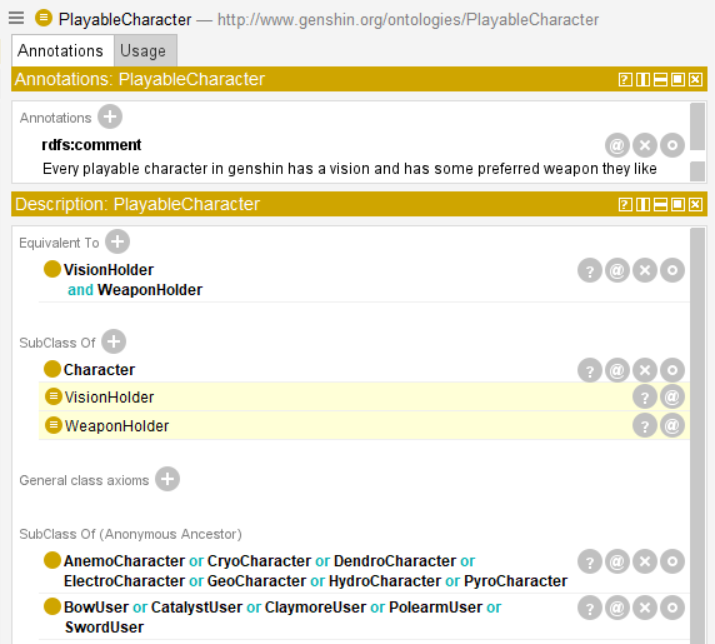 PlayableCharacter — http://www.genshin.org/ontologies/PlayableCharacter
Annotations Usage
Annotations: PlayableCharacter
Annotations
rdfs:comment
Every playable character in genshin has a vision and has some preferred weapon they like
Description: PlayableCharacter
Equivalent To
VisionHolder
and WeaponHolder
SubClass Of
Character
VisionHolder
WeaponHolder
General class axioms
SubClass Of (Anonymous Ancestor)
AnemoCharacter or CryoCharacter or DendroCharacter or
ElectroCharacter or GeoCharacter or HydroCharacter or PyroCharacter
BowUser or CatalystUser or ClaymoreUser or PolearmUser or
SwordUser